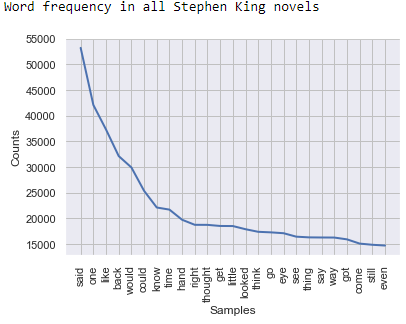 Word frequency in all Stephen King novels
55000
50000
45000
40000
35000
30000
25000
20000
15000
Counts
said
one
like
back
would
could
know
time
hand
right
thought
get
little
looked
think
go
eye
see
thing
say
way
got
come
still
even
Samples